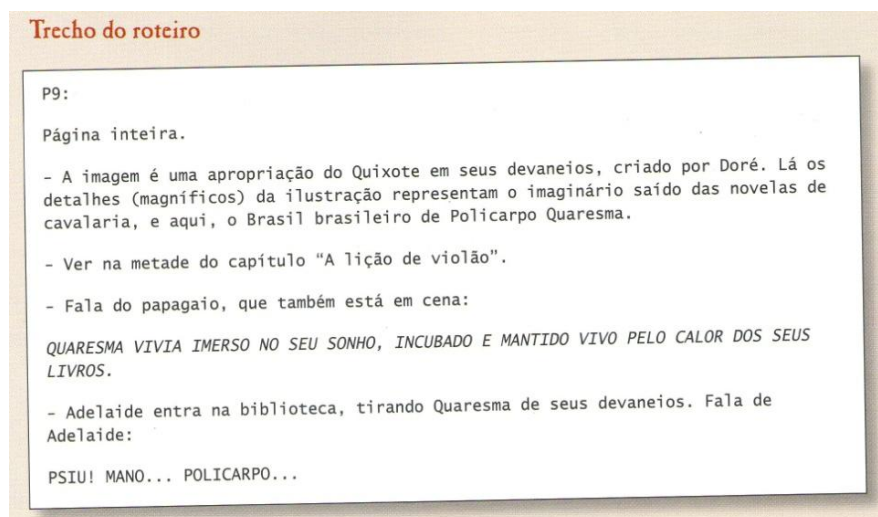 Trecho do roteiro
P9:
Página inteira.
– A imagem é uma apropriação do Quixote em seus devaneios, criado por Doré. Lá os
detalhes (magníficos) da ilustração representam o imaginário saído das novelas de
cavalaria, e aqui, o Brasil brasileiro de Policarpo Quaresma.
– Ver na metade do capítulo “A lição de violão”.
– Fala do papagaio, que também está em cena:
QUARESMA VIVIA IMERSO NO SEU SONHO, INCUBADO E MANTIDO VIVO PELO CALOR DOS SEUS
LIVROS.
– Adelaide entra na biblioteca, tirando Quaresma de seus devaneios. Fala de
Adelaide:
PSIU! MANO... POLICARPO...